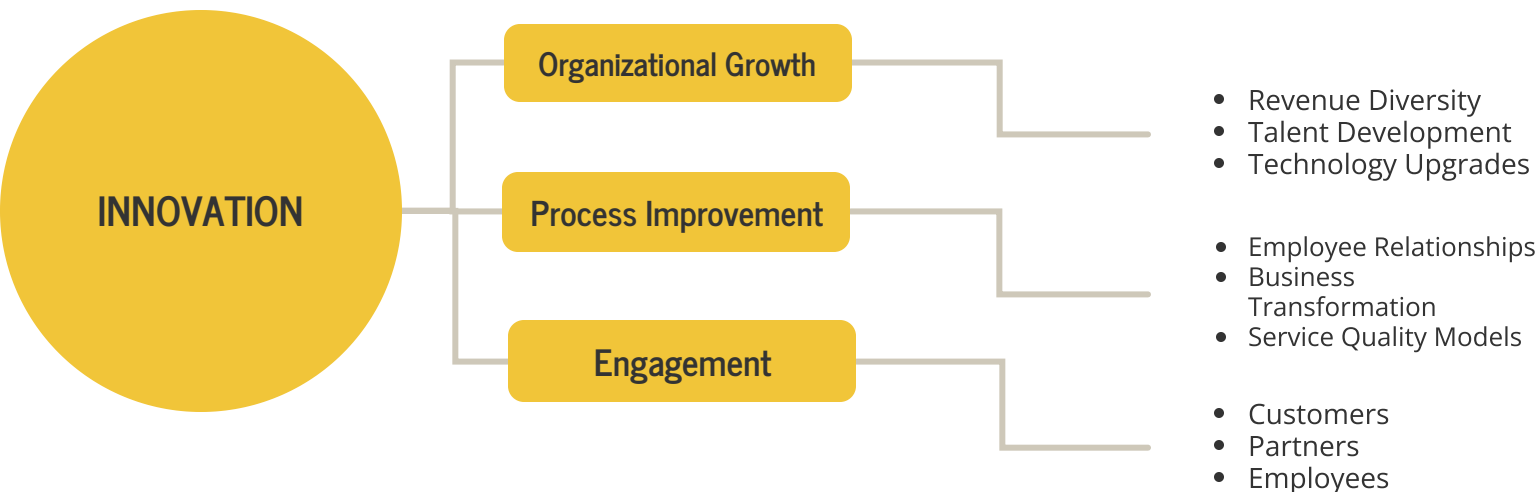 INNOVATION
Organizational Growth
• Revenue Diversity
• Talent Development
• Technology Upgrades
Process Improvement
• Employee Relationships
• Business
Transformation
• Service Quality Models
Engagement
• Customers
• Partners
• Employees